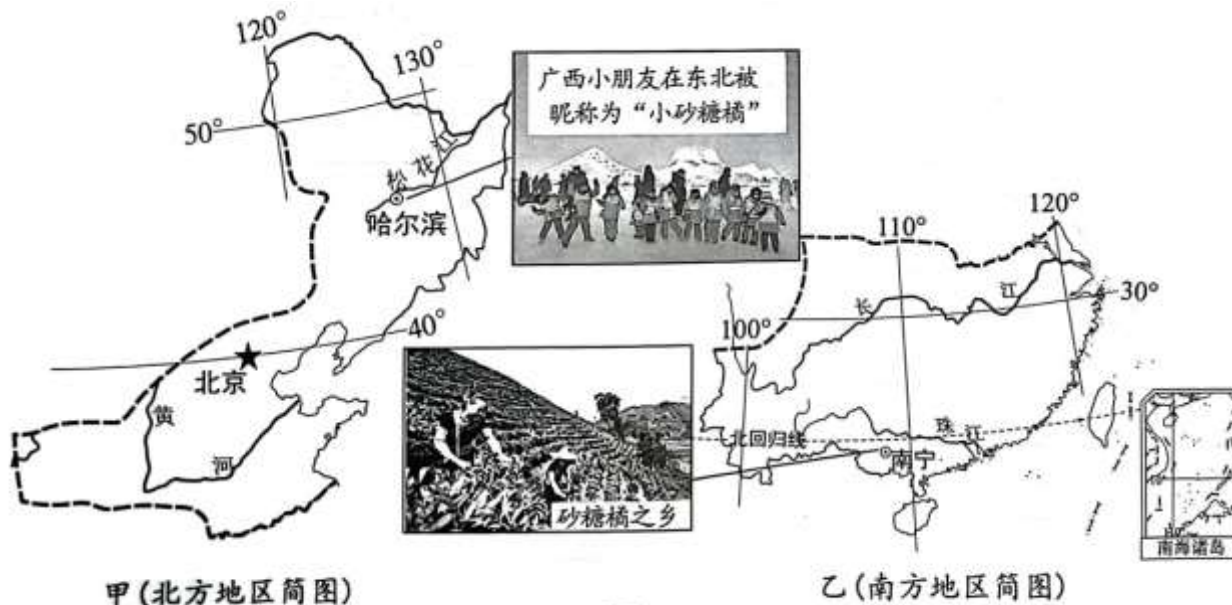 120°
130°
50°
松花江
哈尔滨
40°
北京
黄
河
甲(北方地区简图)
广西小朋友在东北被
昵称为“小砂糖橘”
砂糖橘之乡
120°
110°
长
江
30°
100°
北回归线
珠江
南宁
南海诸岛
乙(南方地区简图)